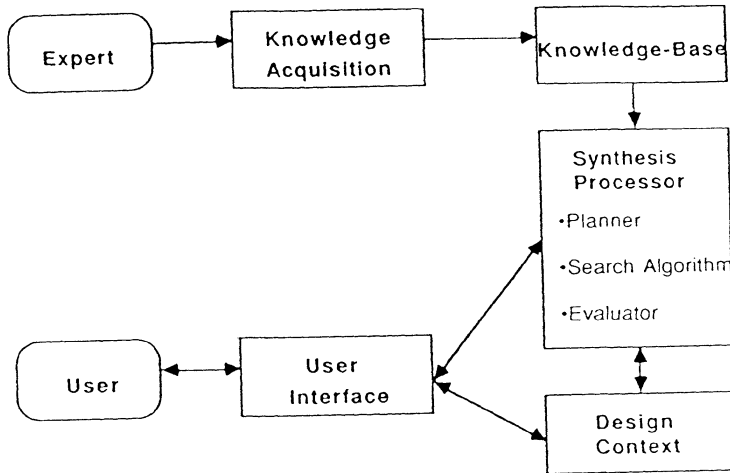 Expert
Knowledge
Acquisition
Knowledge-Base
Synthesis
Processor
•Planner
•Search Algorithm
•Evaluator
User
User
Interface
Design
Context